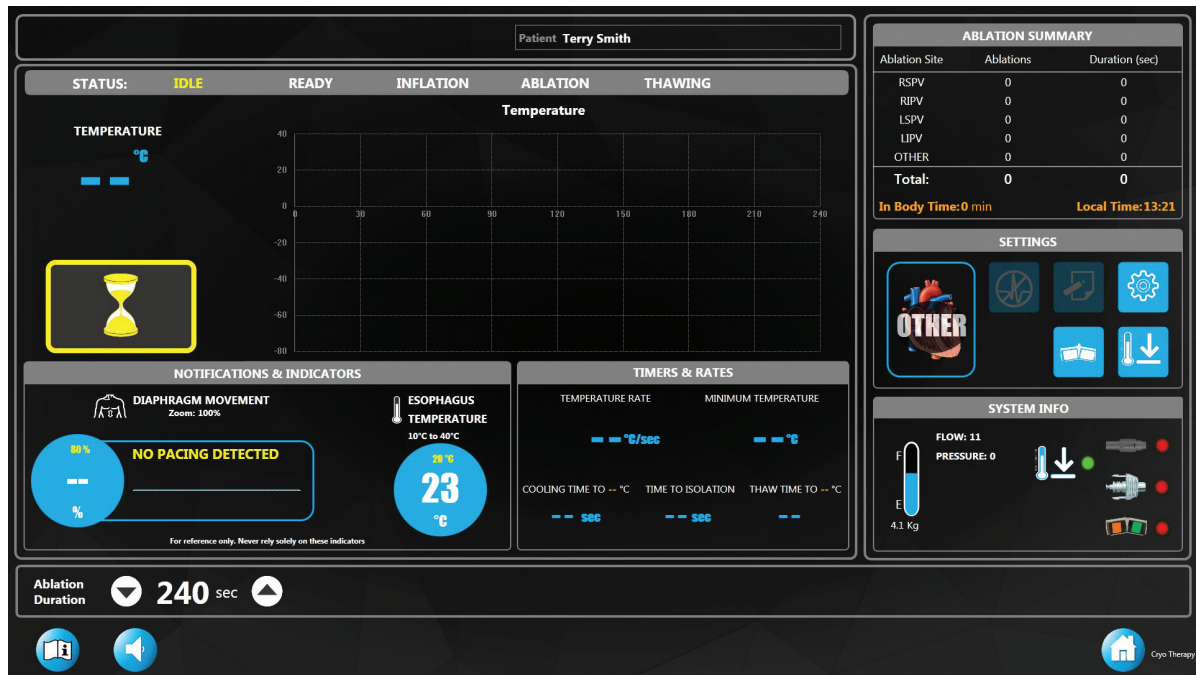 Patient Terry Smith
STATUS: IDLE READY INFLATION ABLATION THAWING
TEMPERATURE
°C
-- --
Temperature
40
20
0
0 30 60 90 120 150 180 210 240
-20
-40
-60
-80
NOTIFICATIONS & INDICATORS
DIAPHRAGM MOVEMENT
Zoom: 100%
60 %
--
%
NO PACING DETECTED
ESOPHAGUS
TEMPERATURE
10°C to 40°C
20 °C
23
°C
For reference only. Never rely solely on these indicators
TIMERS & RATES
TEMPERATURE RATE MINIMUM TEMPERATURE
-- °C/sec -- °C
COOLING TIME TO -- °C TIME TO ISOLATION THAW TIME TO -- °C
-- sec -- sec --
ABLATION SUMMARY
Ablation Site Ablations Duration (sec)
RSPV 0 0
RIPV 0 0
LSPV 0 0
LIPV 0 0
OTHER 0 0
Total: 0 0
In Body Time: 0 min Local Time: 13:21
SETTINGS
OTHER
SYSTEM INFO
F
E
4.1 Kg
FLOW: 11
PRESSURE: 0
Ablation
Duration
240 sec
Cryo Therapy